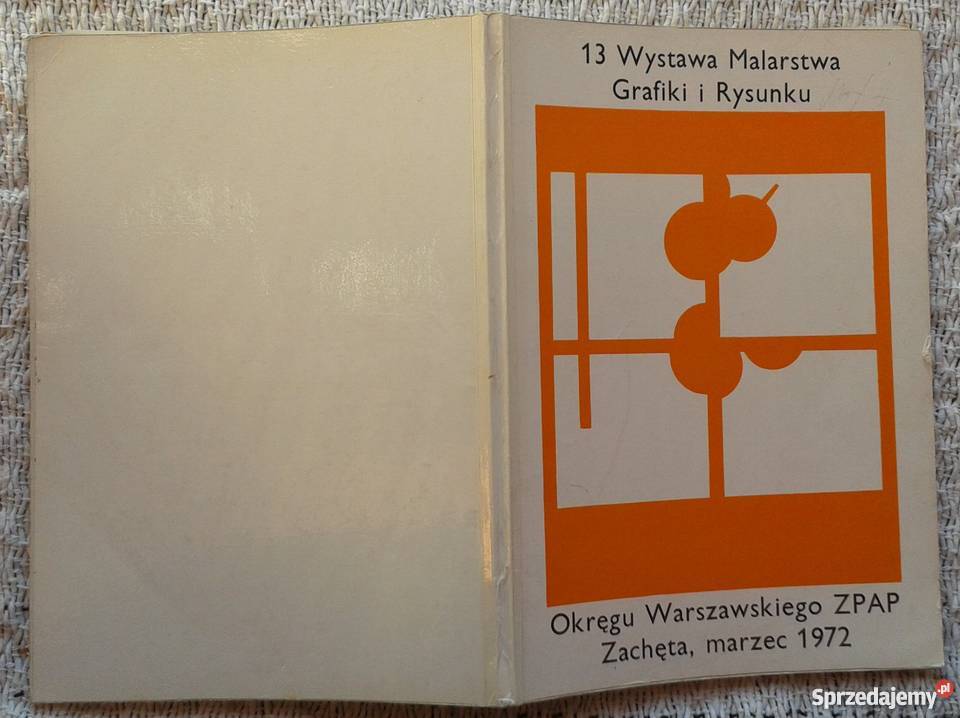 13 Wystawa Malarstwa
Grafiki i Rysunku
Okręgu Warszawskiego ZPAP
Zachęta, marzec 1972
Sprzedajemy.pl